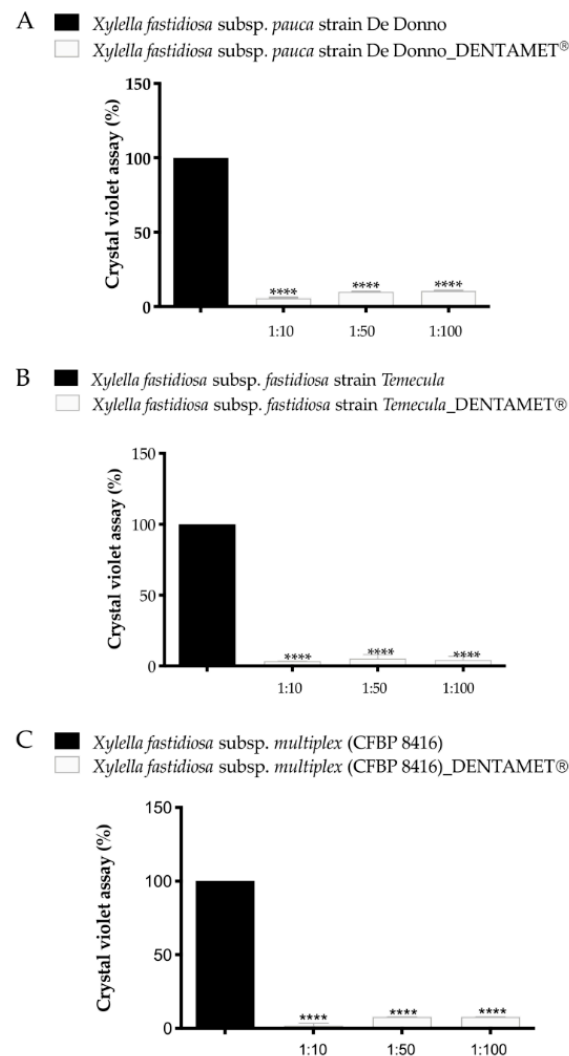 A
Xylella fastidiosa subsp. pauca strain De Donno
Xylella fastidiosa subsp. pauca strain De Donno_DENTAMET®
Crystal violet assay (%)
150
100
50
0
****
****
****
1:10
1:50
1:100
B
Xylella fastidiosa subsp. fastidiosa strain Temecula
Xylella fastidiosa subsp. fastidiosa strain Temecula_DENTAMET®
Crystal violet assay (%)
150
100
50
0
****
****
****
1:10
1:50
1:100
C
Xylella fastidiosa subsp. multiplex (CFBP 8416)
Xylella fastidiosa subsp. multiplex (CFBP 8416)_DENTAMET®
Crystal violet assay (%)
150
100
50
0
****
****
****
1:10
1:50
1:100